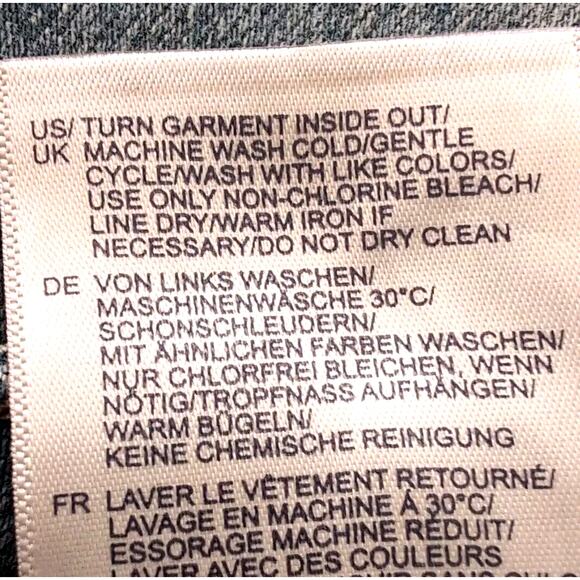 US/ TURN GARMENT INSIDE OUT/
UK MACHINE WASH COLD/GENTLE
CYCLE/WASH WITH LIKE COLORS/
USE ONLY NON-CHLORINE BLEACH/
LINE DRY/WARM IRON IF
NECESSARY/DO NOT DRY CLEAN
DE VON LINKS WASCHEN/
MASCHINENWÄSCHE 30°C/
SCHONSCHLEUDERN/
MIT ÄHNLICHEN FARBEN WASCHEN/
NUR CHLORFREI BLEICHEN, WENN
NÖTIG/TROPFNASS AUFHÄNGEN/
WARM BÜGELN/
KEINE CHEMISCHE REINIGUNG
FR LAVER LE VÊTEMENT RETOURNÉ/
LAVAGE EN MACHINE Á 30°C/
ESSORAGE MACHINE RÉDUIT/
LAVER AVEC DES COULEURS